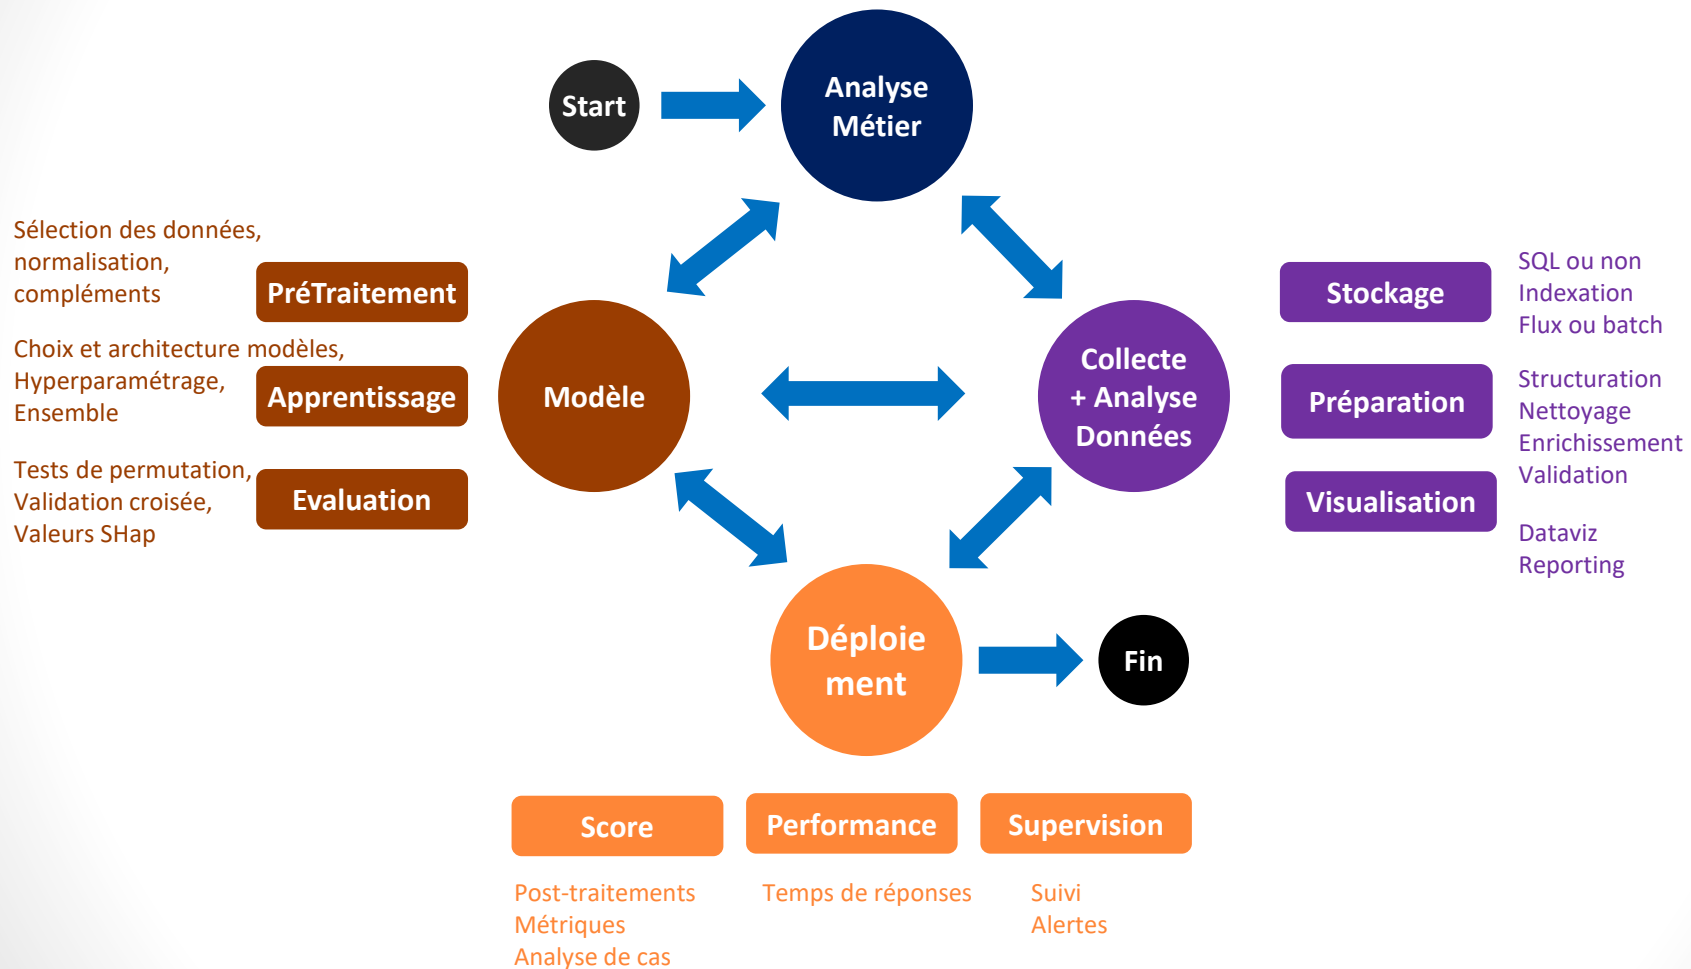 Start
Analyse
Métier
Sélection des données,
normalisation,
compléments
PréTraitement
Choix et architecture modèles,
Hyperparamétrage,
Ensemble
Apprentissage
Tests de permutation,
Validation croisée,
Valeurs SHap
Evaluation
Modèle
Collecte
+ Analyse
Données
Stockage
SQL ou non
Indexation
Flux ou batch
Préparation
Structuration
Nettoyage
Enrichissement
Validation
Visualisation
Dataviz
Reporting
Déploie
ment
Fin
Score
Post-traitements
Métriques
Analyse de cas
Performance
Temps de réponses
Supervision
Suivi
Alertes